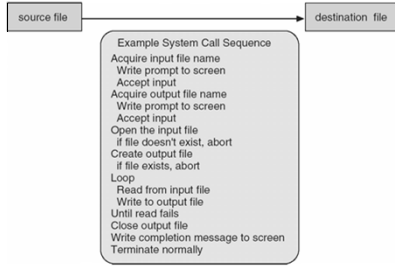 source file
destination file
Example System Call Sequence
Acquire input file name
Write prompt to screen
Accept input
Acquire output file name
Write prompt to screen
Accept input
Open the input file
if file doesn't exist, abort
Create output file
if file exists, abort
Loop
Read from input file
Write to output file
Until read fails
Close output file
Write completion message to screen
Terminate normally